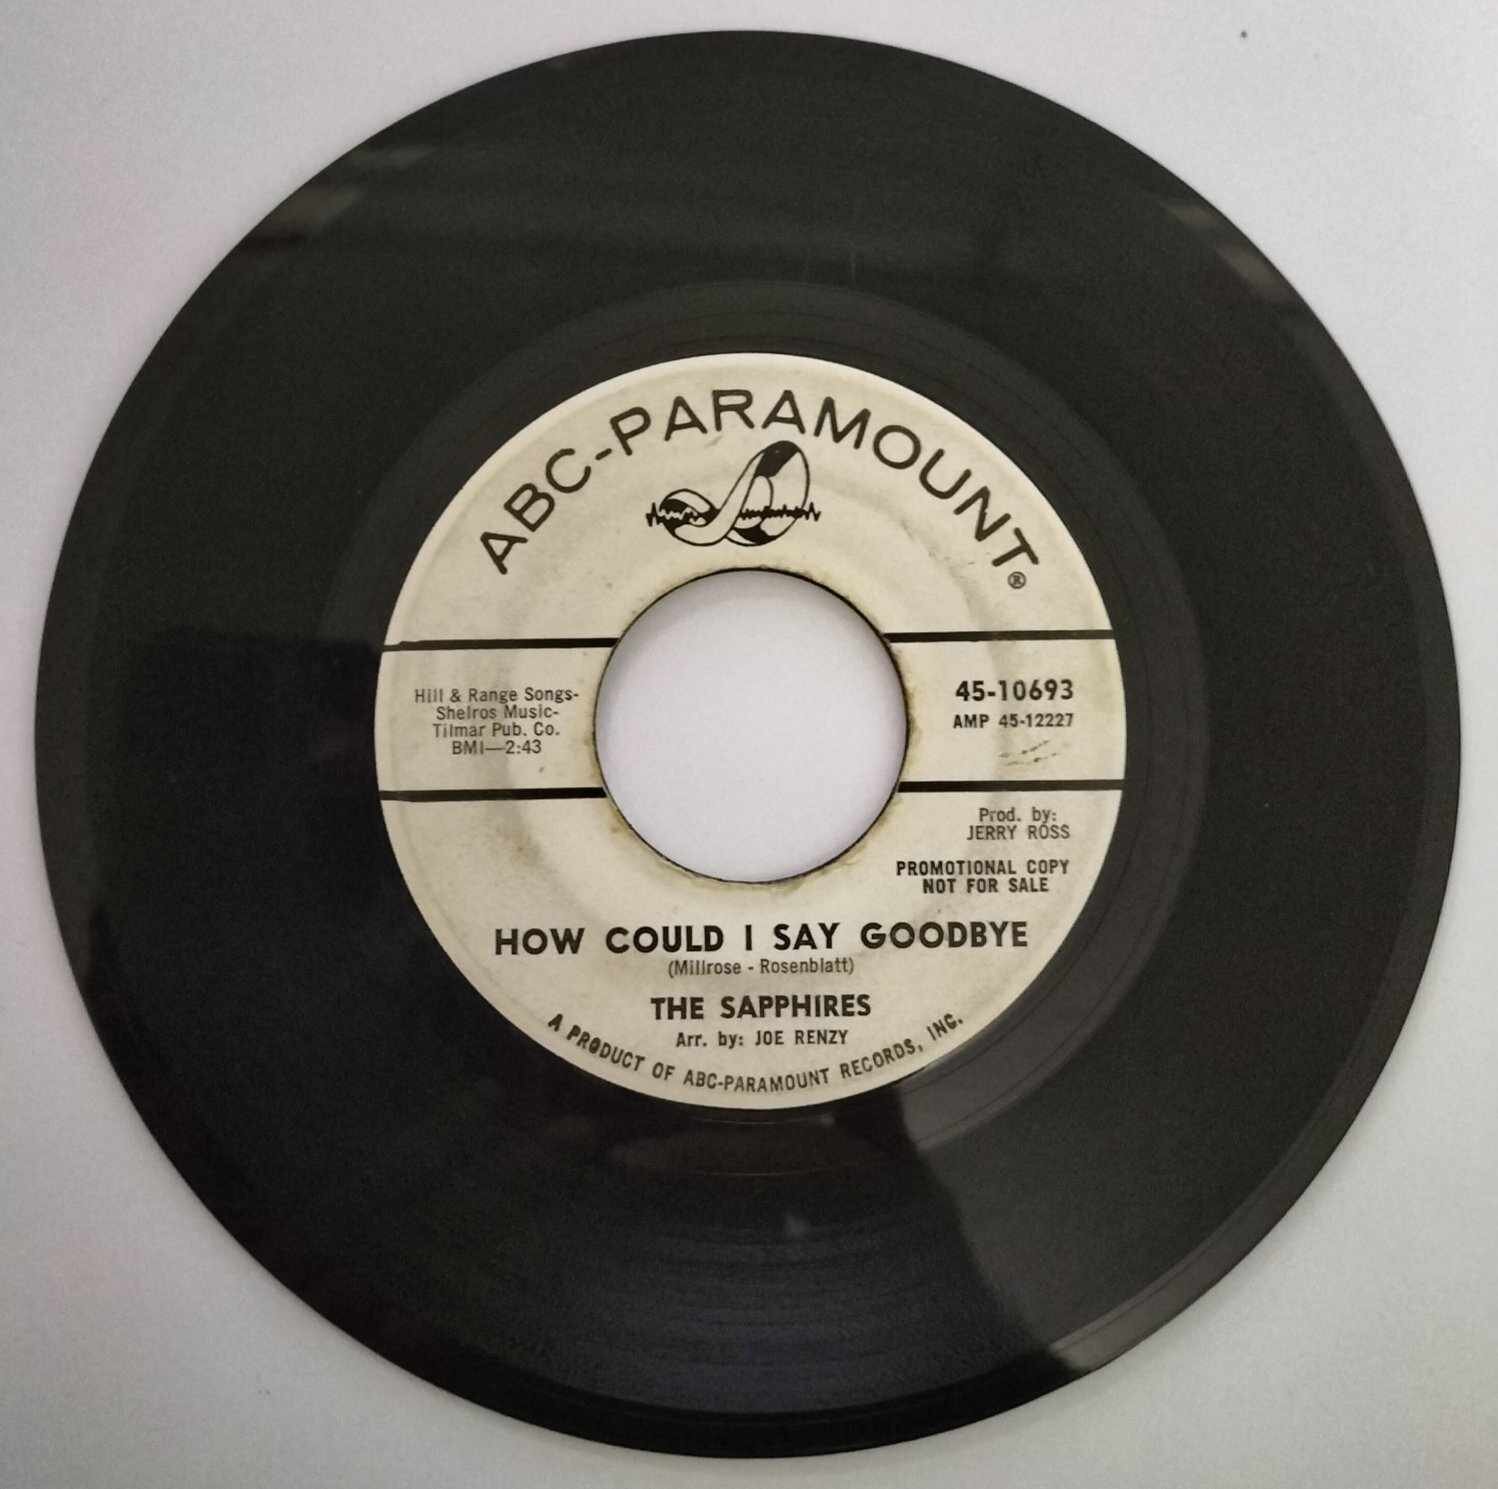 ABC-PARAMOUNT®
Hill & Range Songs-
Shelros Music-
Tilmar Pub. Co.
BMI—2:43
45-10693
AMP 45-12227
Prod. by:
JERRY ROSS
PROMOTIONAL COPY
NOT FOR SALE
HOW COULD I SAY GOODBYE
(Millrose - Rosenblatt)
THE SAPPHIRES
Arr. by: JOE RENZY
A PRODUCT OF ABC-PARAMOUNT RECORDS, INC.